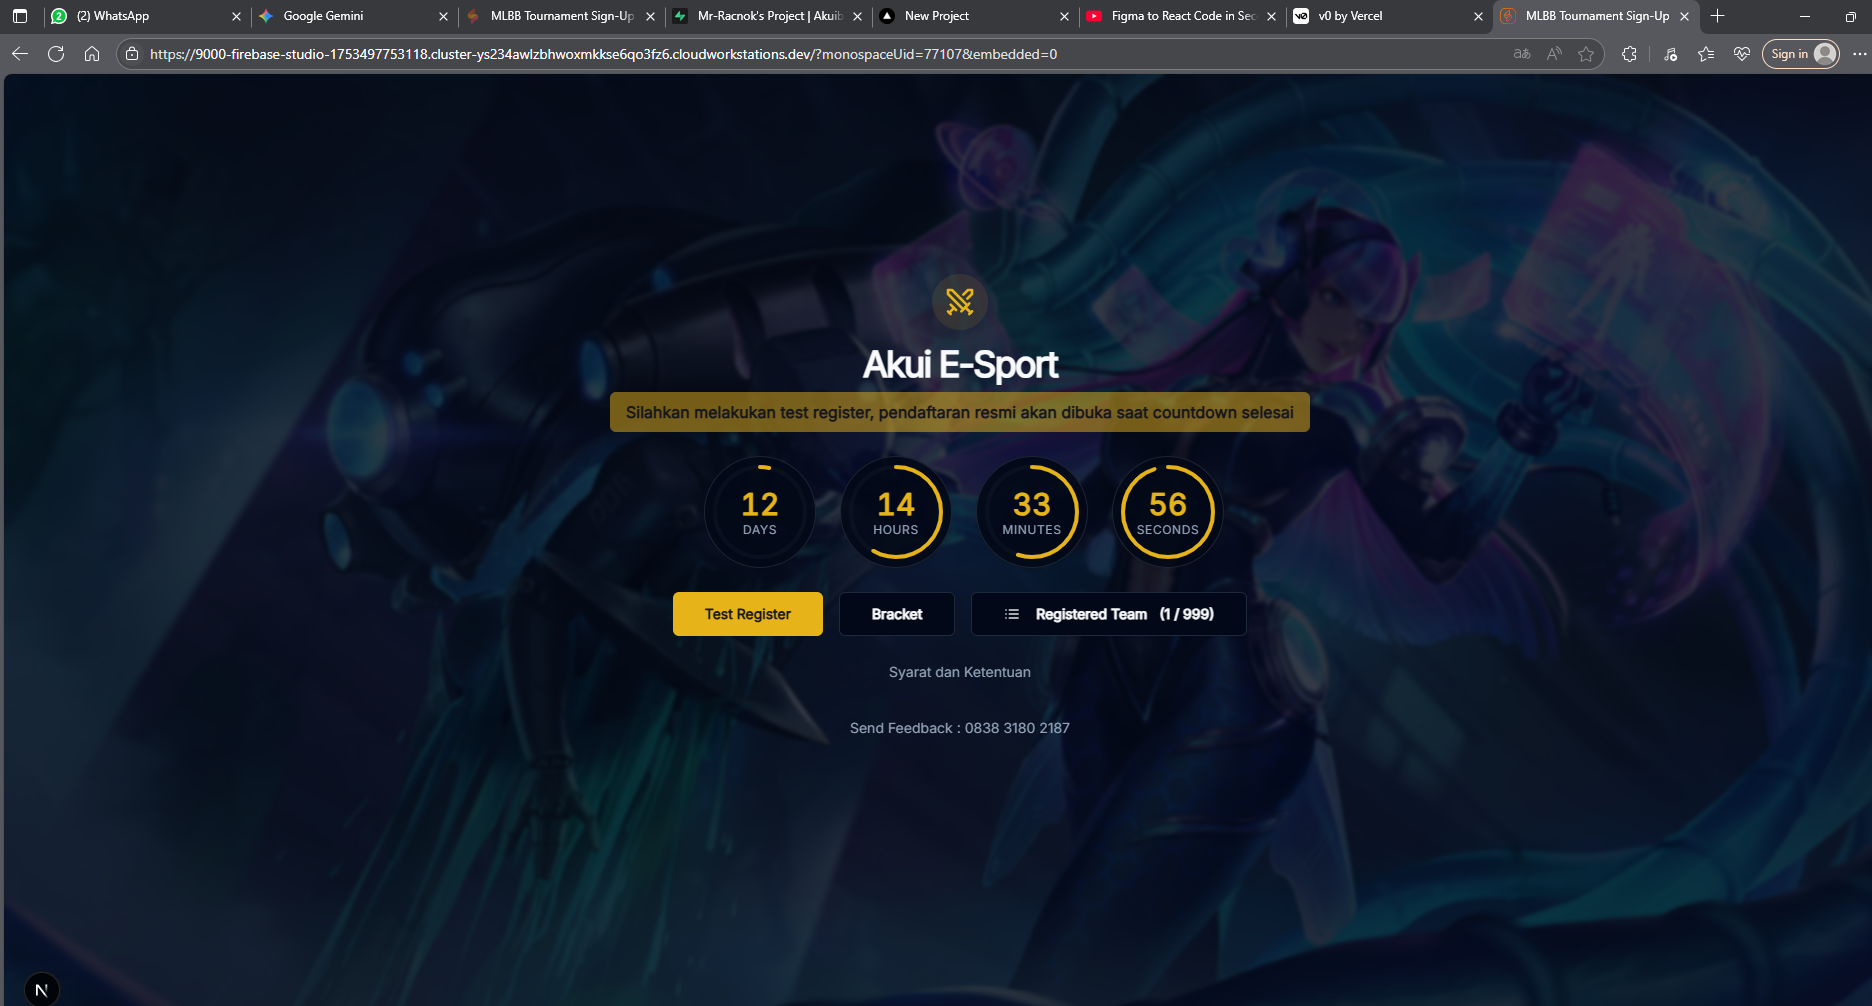 (2) WhatsApp
Google Gemini
MLBB Tournament Sign-Up
Mr-Racnok's Project | Akuib
New Project
Figma to React Code in Sec
v0 by Vercel
MLBB Tournament Sign-Up
https://9000-firebase-studio-1753497753118.cluster-ys234awlzbhwoxmkkse6qo3fz6.cloudworkstations.dev/?monospaceUid=77107&embedded=0
Sign in
Akui E-Sport
Silahkan melakukan test register, pendaftaran resmi akan dibuka saat countdown selesai
12 14 33 56
DAYS HOURS MINUTES SECONDS
Test Register Bracket Registered Team (1 / 999)
Syarat dan Ketentuan
Send Feedback : 0838 3180 2187
N